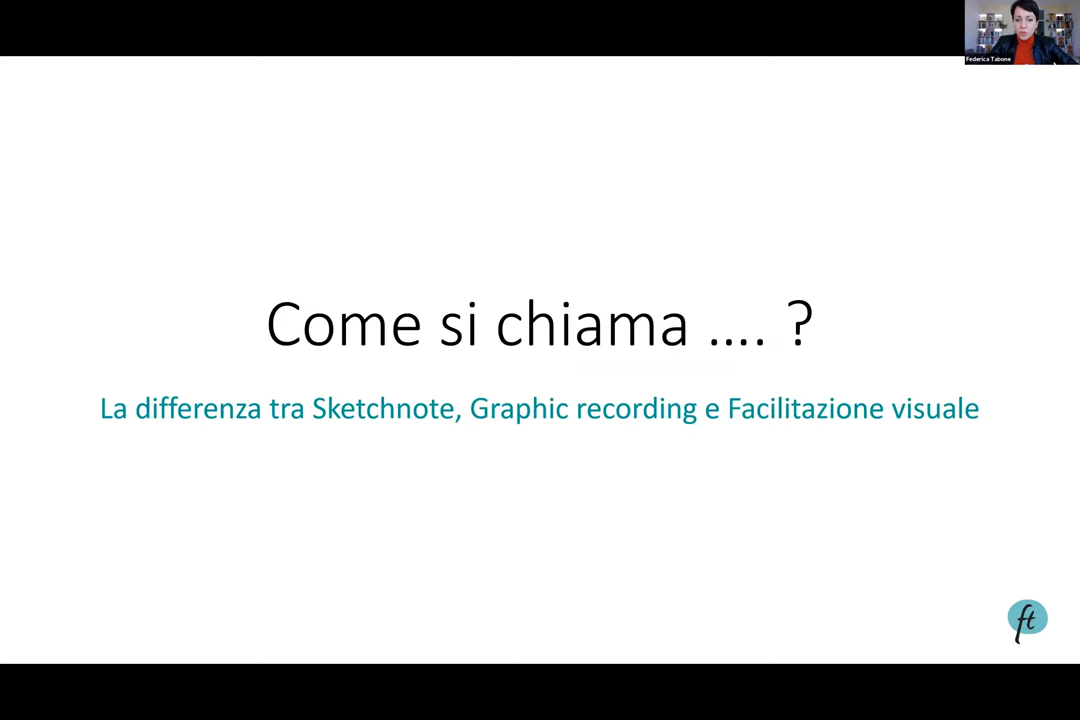 Federica Tabone
Come si chiama .... ?
La differenza tra Sketchnote, Graphic recording e Facilitazione visuale
ft